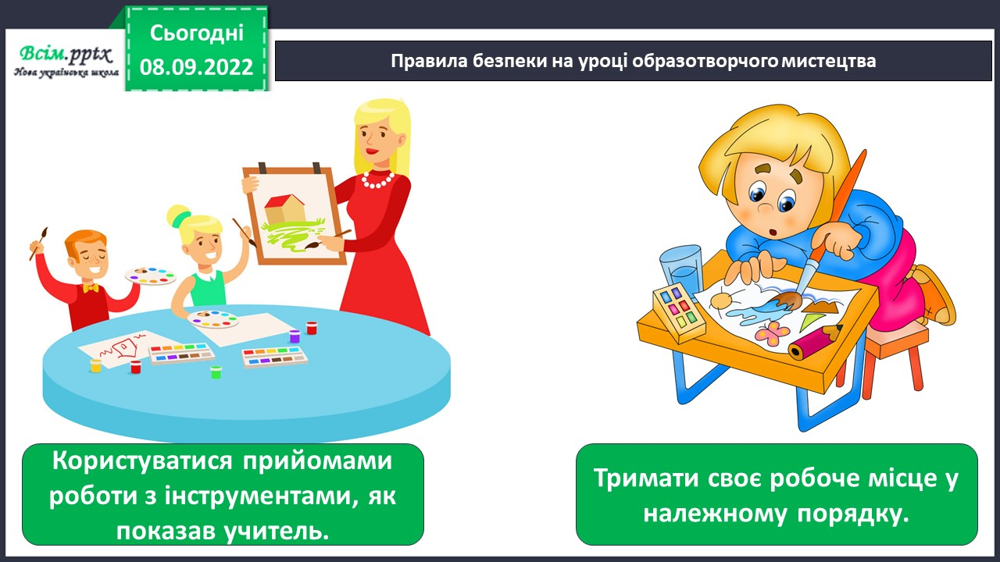 Всім.pptx
Нова українська школа
Сьогодні
08.09.2022
Правила безпеки на уроці образотворчого мистецтва
Користуватися прийомами
роботи з інструментами, як
показав учитель.
Тримати своє робоче місце у
належному порядку.